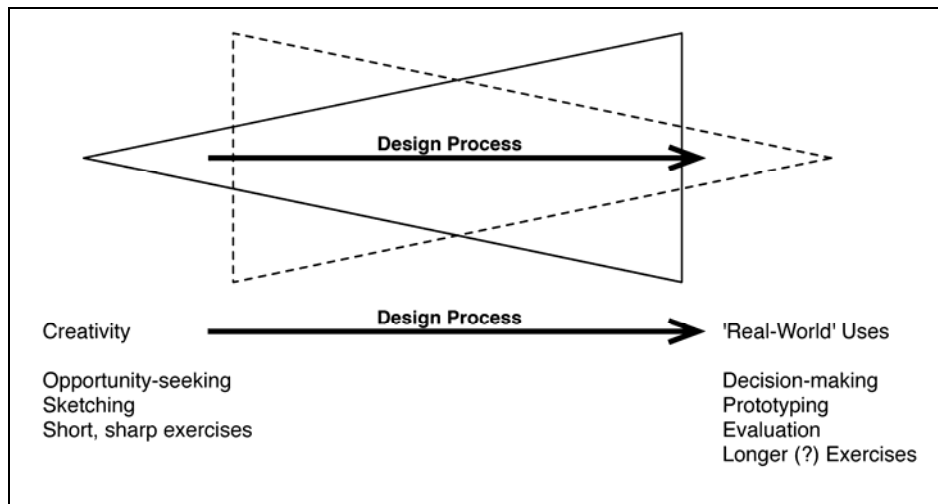 Design Process
Design Process
Creativity
'Real-World' Uses
Opportunity-seeking
Sketching
Short, sharp exercises
Decision-making
Prototyping
Evaluation
Longer (?) Exercises